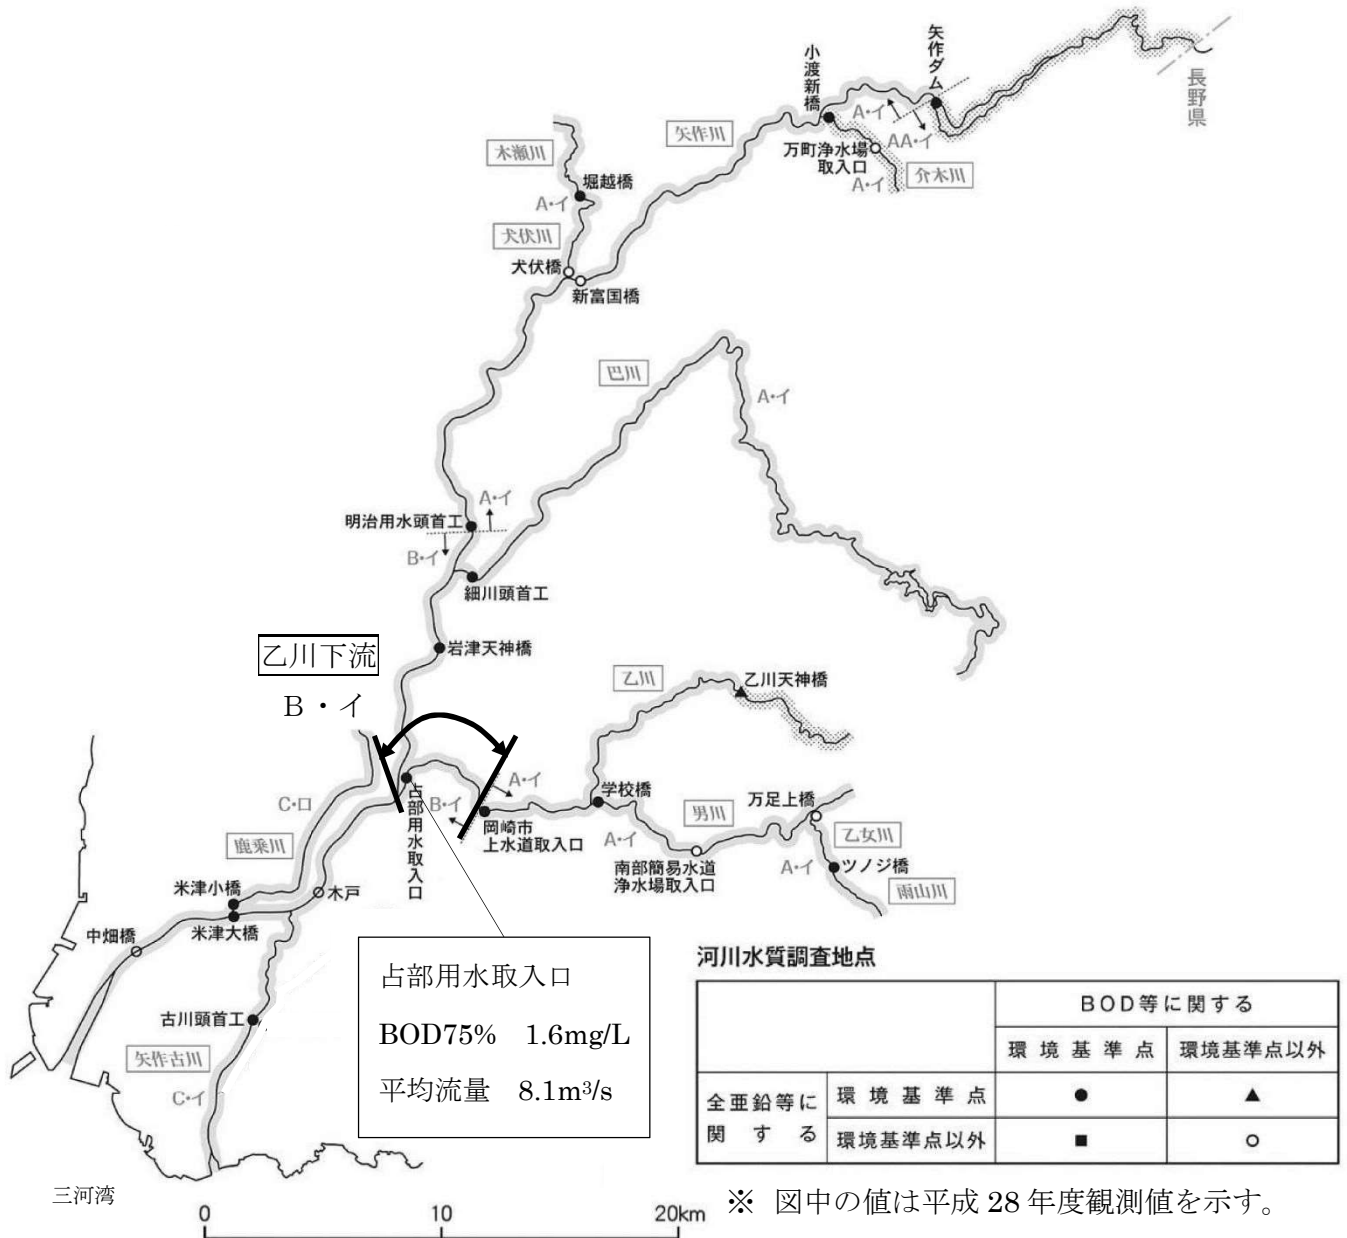 矢作ダム
小渡新橋
長野県
A・イ
AA・イ
矢作川
万町浄水場
取入口
A・イ
介木川
木瀬川
堀越橋
A・イ
犬伏川
犬伏橋
新富国橋
巴川
A・イ
A・イ
明治用水頭首工
B・イ
細川頭首工
岩津天神橋
乙川下流
B・イ
乙川
乙川天神橋
A・イ
学校橋
万足上橋
C・ロ
占部用水取入口
B・イ
岡崎市
上水道取入口
A・イ
男川
乙女川
鹿乗川
南部簡易水道
浄水場取入口
A・イ
ツノジ橋
雨山川
米津小橋
木戸
中畑橋
米津大橋
占部用水取入口
BOD75% 1.6mg/L
平均流量 8.1m³/s
古川頭首工
矢作古川
C・イ
河川水質調査地点
BOD等に関する
環境基準点
環境基準点以外
全亜鉛等に
関する
環境基準点
● ▲
環境基準点以外
■ ○
三河湾
0 10 20km
※ 図中の値は平成 28 年度観測値を示す。